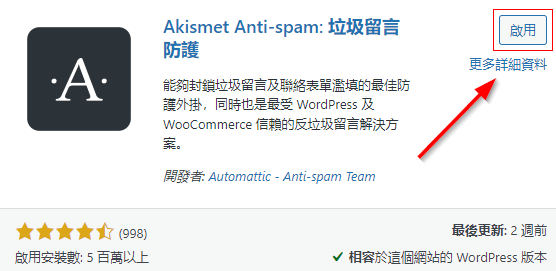 Akismet Anti-spam: 垃圾留言
防護
啟用
更多詳細資料
·A·
能夠封鎖垃圾留言及聯絡表單濫填的最佳防
護外掛，同時也是最受 WordPress 及
WooCommerce 信賴的反垃圾留言解決方
案。
開發者: Automattic - Anti-spam Team
(998)
最後更新: 2 週前
啟用安裝數: 5 百萬以上
相容於這個網站的 WordPress 版本